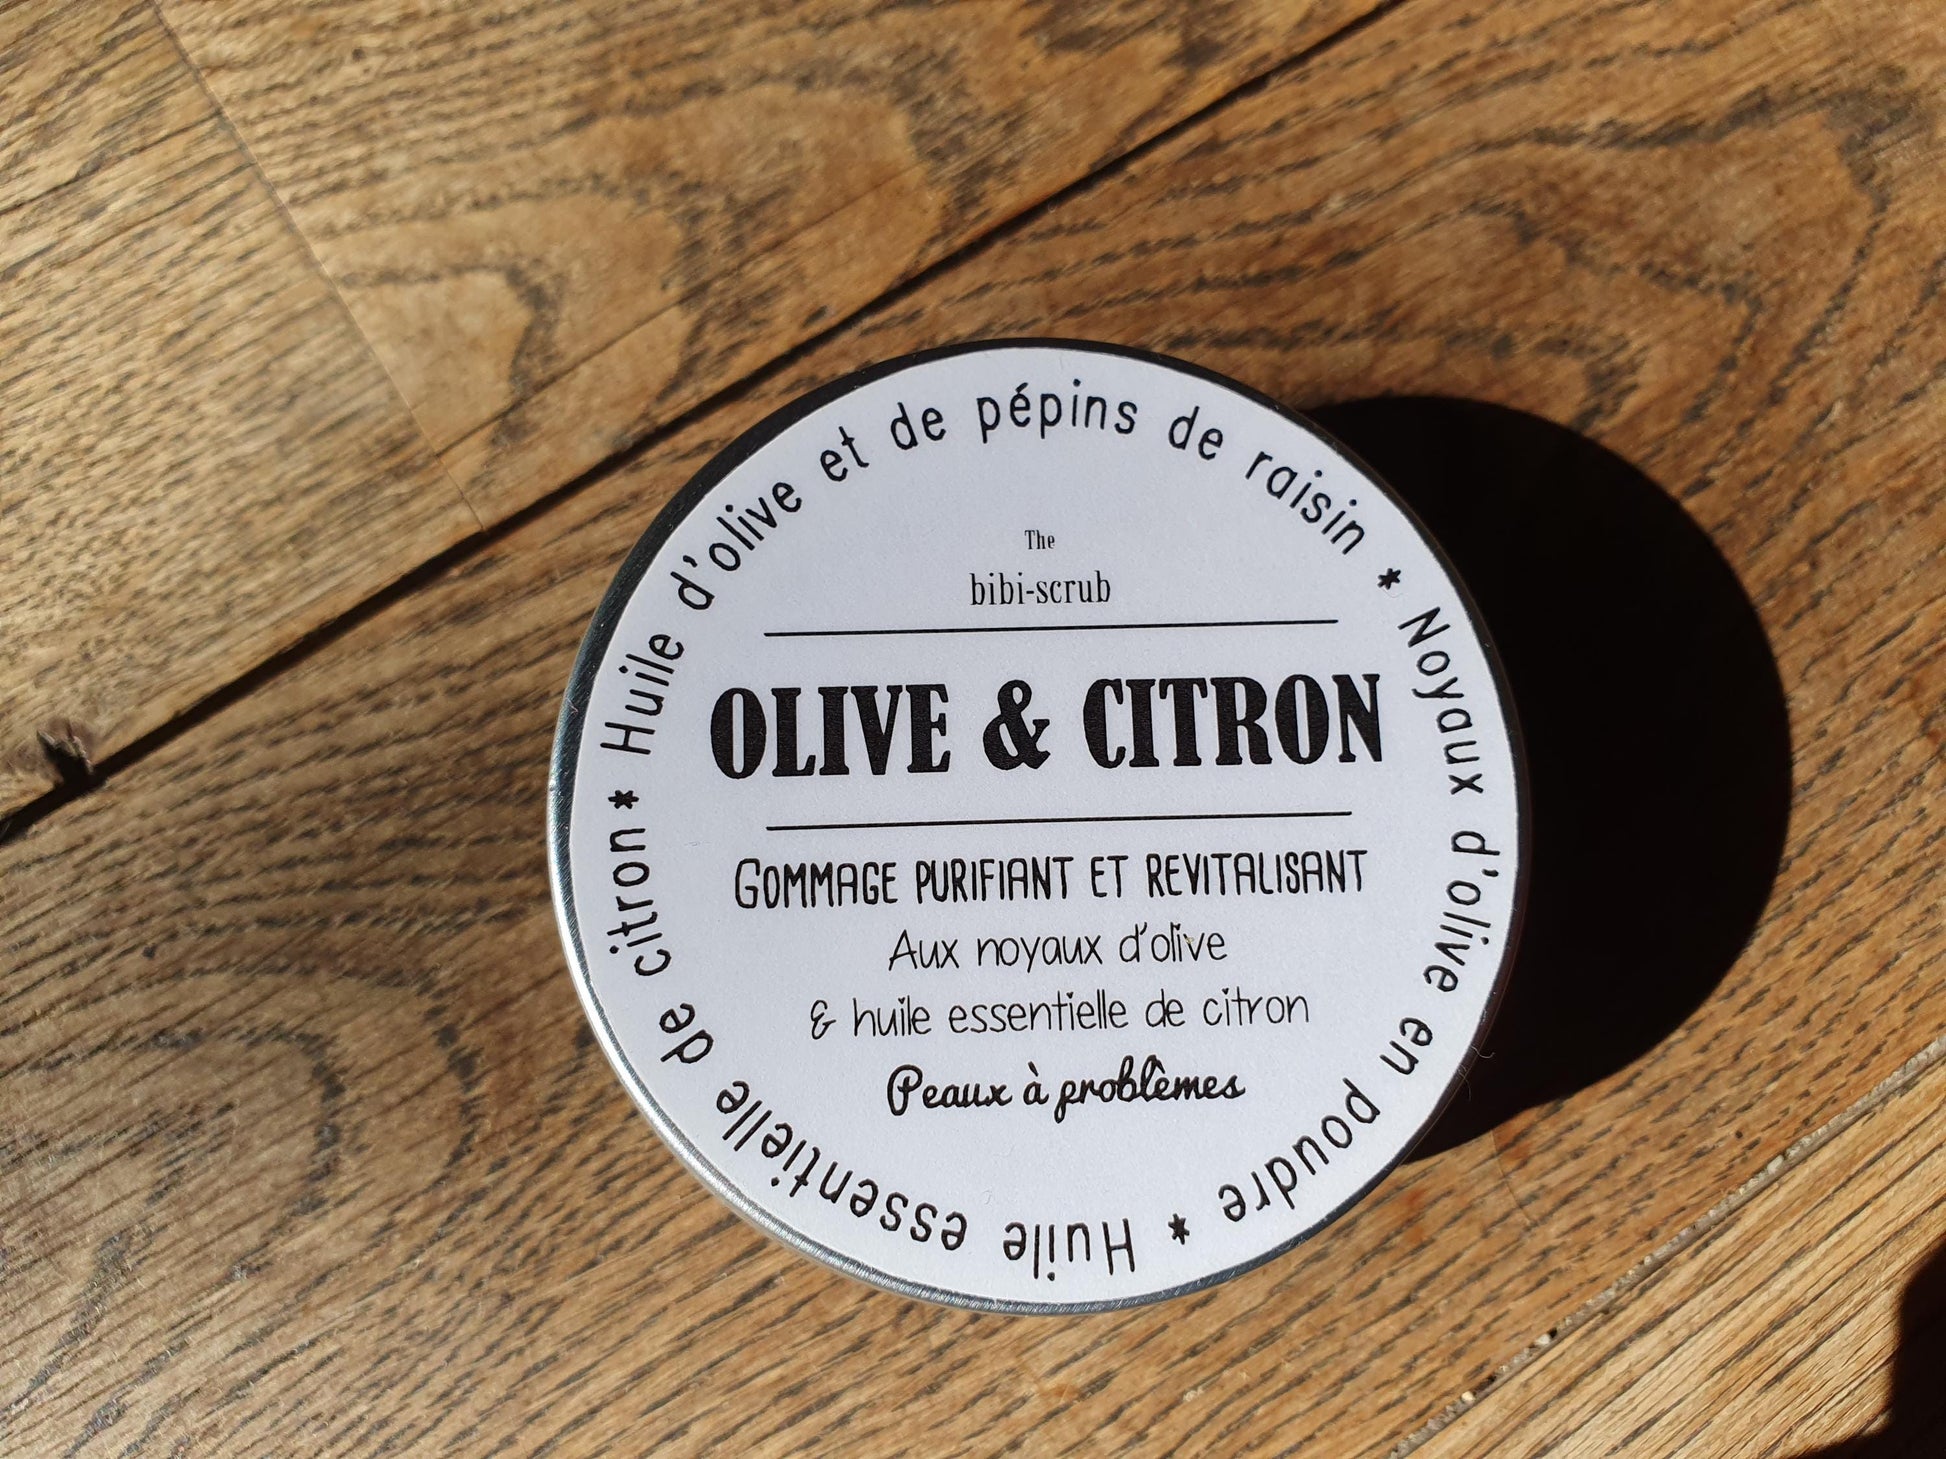 The
bibi-scrub
OLIVE & CITRON
GOMMAGE PURIFIANT ET REVITALISANT
Aux noyaux d'olive
& huile essentielle de citron
Peaux à problèmes
Huile d'olive et de pépins de raisin * Noyaux d'olive en poudre * Huile essentielle de citron *